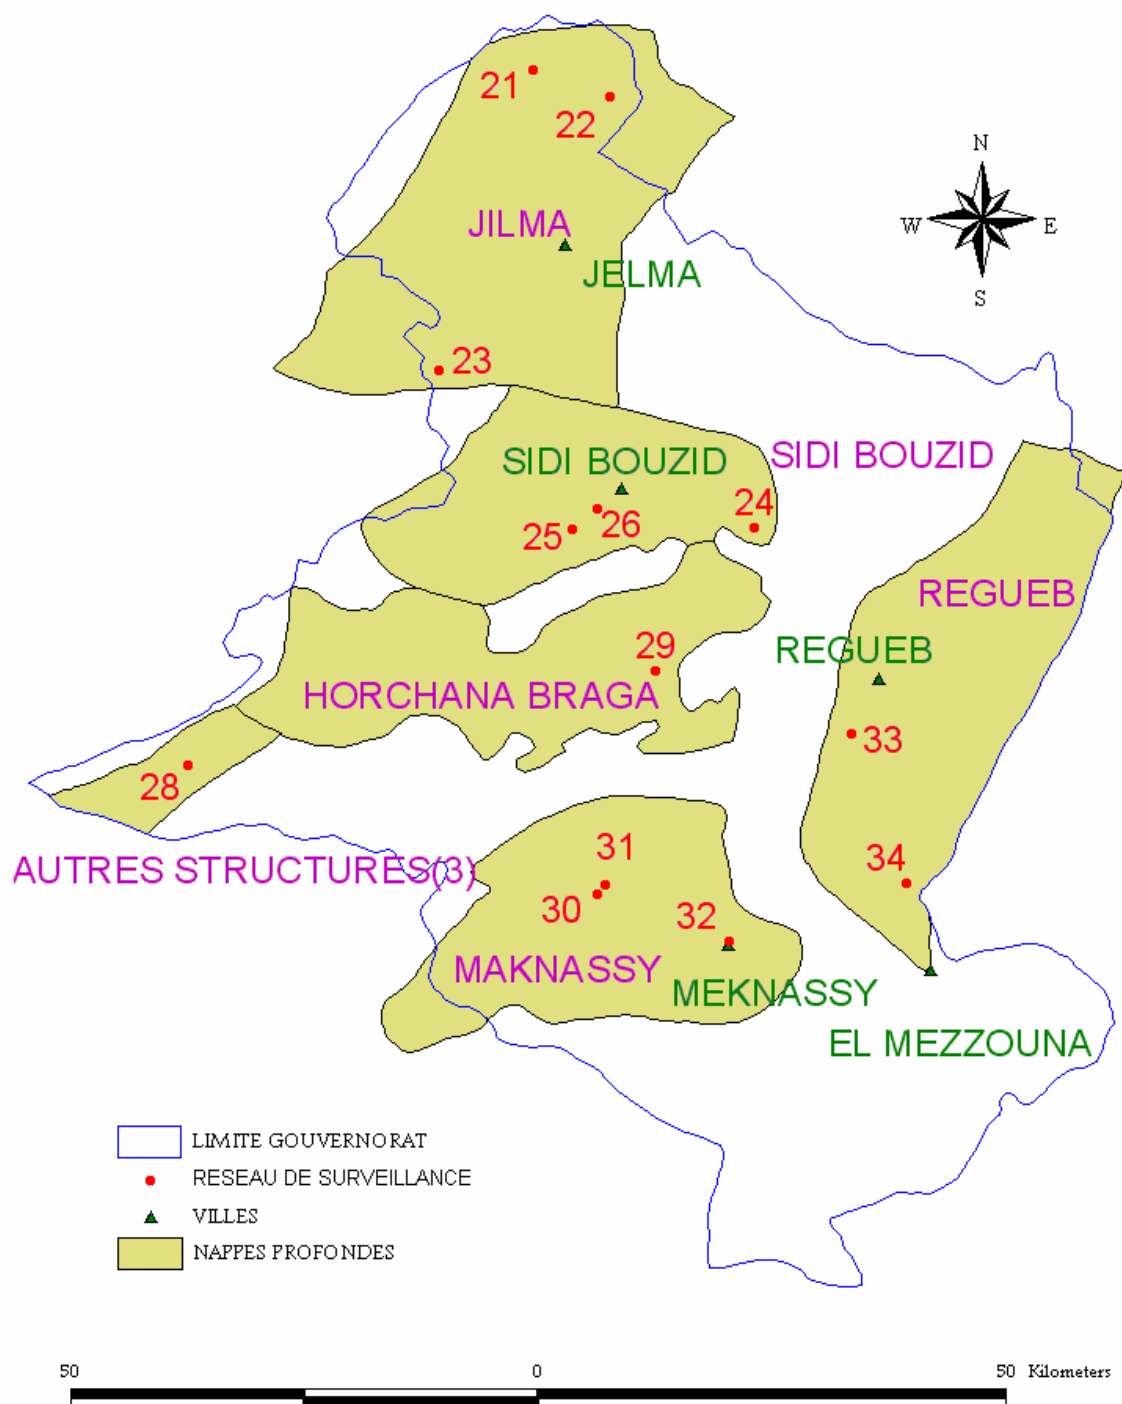 21
22
N
W
E
S
JILMA
JELMA
23
SIDI BOUZID
SIDI BOUZID
24
25
26
REGUEB
REGUEB
29
HORCHANA BRAGA
33
28
31
34
AUTRES STRUCTURES(3)
30
32
MAKNASSY
MEKNASSY
EL MEZZOUNA
LIMITE GOUVERNORAT
RESEAU DE SURVEILLANCE
VILLES
NAPPES PROFONDES
50 0 50 Kilometers